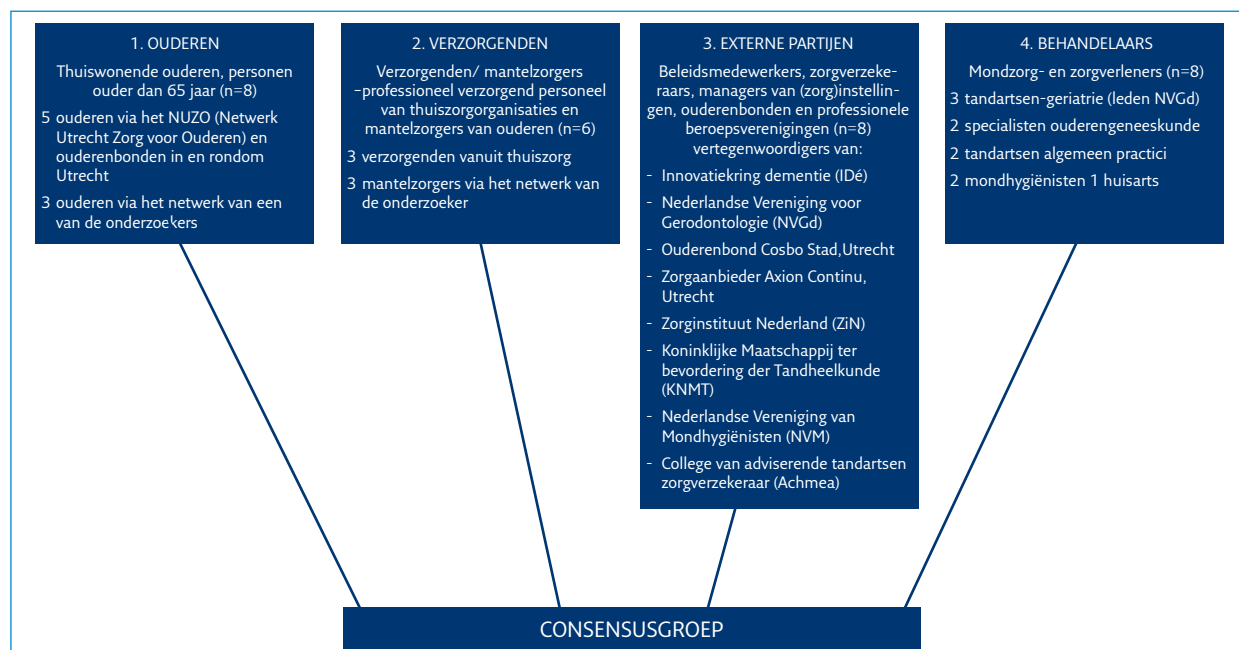 1. OUDEREN
Thuiswonende ouderen, personen
ouder dan 65 jaar (n=8)
5 ouderen via het NUZO (Netwerk
Utrecht Zorg voor Ouderen) en
ouderenbonden in en rondom
Utrecht
3 ouderen via het netwerk van een
van de onderzoekers
2. VERZORGENDEN
Verzorgenden/ mantelzorgers
–professioneel verzorgend personeel
van thuiszorgorganisaties en
mantelzorgers van ouderen (n=6)
3 verzorgenden vanuit thuiszorg
3 mantelzorgers via het netwerk van
de onderzoeker
3. EXTERNE PARTIJEN
Beleidsmedewerkers, zorgverzeke-
raars, managers van (zorg)instellin-
gen, ouderenbonden en professionele
beroepsverenigingen (n=8)
vertegenwoordigers van:
- Innovatiekring dementie (IDé)
- Nederlandse Vereniging voor
Gerodontologie (NVGd)
- Ouderenbond Cosbo Stad,Utrecht
- Zorgaanbieder Axion Continu,
Utrecht
- Zorginstituut Nederland (ZiN)
- Koninklijke Maatschappij ter
bevordering der Tandheelkunde
(KNMT)
- Nederlandse Vereniging van
Mondhygiënisten (NVM)
- College van adviserende tandartsen
zorgverzekeraar (Achmea)
4. BEHANDELAARS
Mondzorg- en zorgverleners (n=8)
3 tandartsen-geriatrie (leden NVGd)
2 specialisten ouderengeneeskunde
2 tandartsen algemeen practici
2 mondhygiënisten 1 huisarts
CONSENSUSGROEP